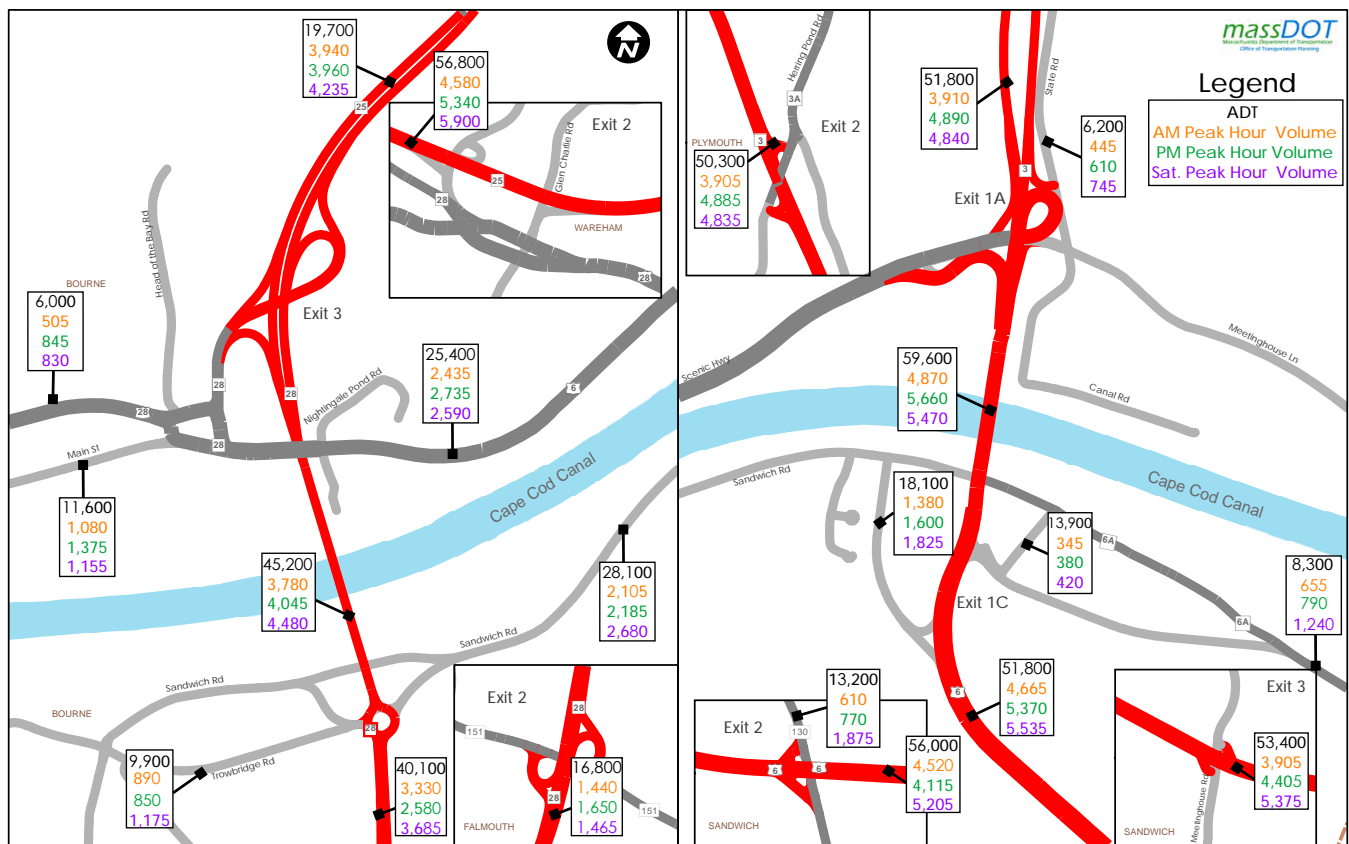 19,700
3,940
3,960
4,235
25
N
56,800
4,580
5,340
5,900
Exit 2
Glen Charlie Rd
25
28
WAREHAM
28
Head of the Bay Rd
BOURNE
6,000
505
845
830
28
Exit 3
28
28
28
Nightingale Pond Rd
25,400
2,435
2,735
2,590
6
Main St
11,600
1,080
1,375
1,155
Cape Cod Canal
45,200
3,780
4,045
4,480
28,100
2,105
2,185
2,680
Sandwich Rd
Sandwich Rd
BOURNE
28
9,900
890
850
1,175
Trowbridge Rd
40,100
3,330
2,580
3,685
Exit 2
28
151
16,800
1,440
1,650
1,465
28
151
FALMOUTH
Herring Pond Rd
3A
Exit 2
PLYMOUTH
3
50,300
3,905
4,885
4,835
51,800
3,910
4,890
4,840
State Rd
6,200
445
610
745
3
Exit 1A
massDOT
Massachusetts Department of Transportation
Office of Transportation Planning
Legend
ADT
AM Peak Hour Volume
PM Peak Hour Volume
Sat. Peak Hour Volume
Scenic Hwy
Meetinghouse Ln
59,600
4,870
5,660
5,470
Canal Rd
Cape Cod Canal
Sandwich Rd
18,100
1,380
1,600
1,825
13,900
345
380
420
6A
8,300
655
790
1,240
6A
Exit 1C
6
51,800
4,665
5,370
5,535
Exit 2
13,200
610
770
1,875
130
6
6
56,000
4,520
4,115
5,205
SANDWICH
Exit 3
53,400
3,905
4,405
5,375
Meetinghouse Rd
SANDWICH